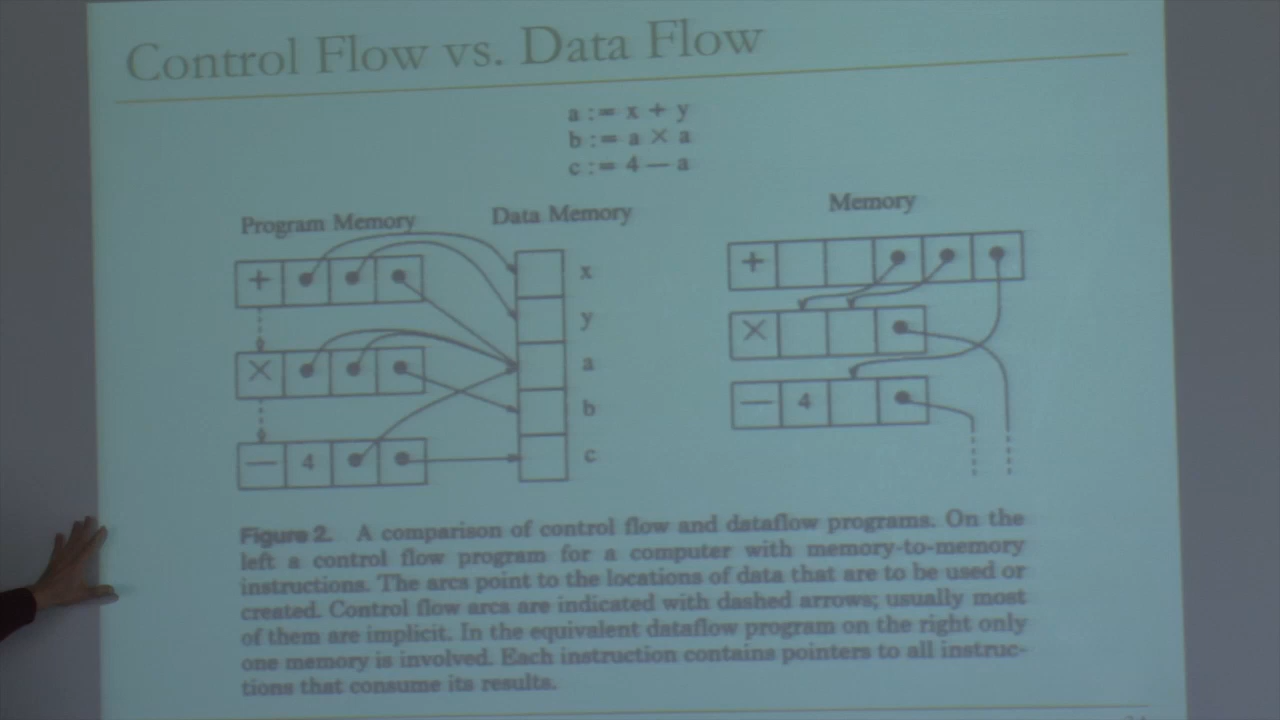 Control Flow vs. Data Flow
a := x + y
b := a × a
c := 4 — a
Program Memory
Data Memory
Memory
+
×
— 4
x
y
a
b
c
+
×
— 4
Figure 2. A comparison of control flow and dataflow programs. On the
left a control flow program for a computer with memory-to-memory
instructions. The arcs point to the locations of data that are to be used or
created. Control flow arcs are indicated with dashed arrows; usually most
of them are implicit. In the equivalent dataflow program on the right only
one memory is involved. Each instruction contains pointers to all instruc-
tions that consume its results.